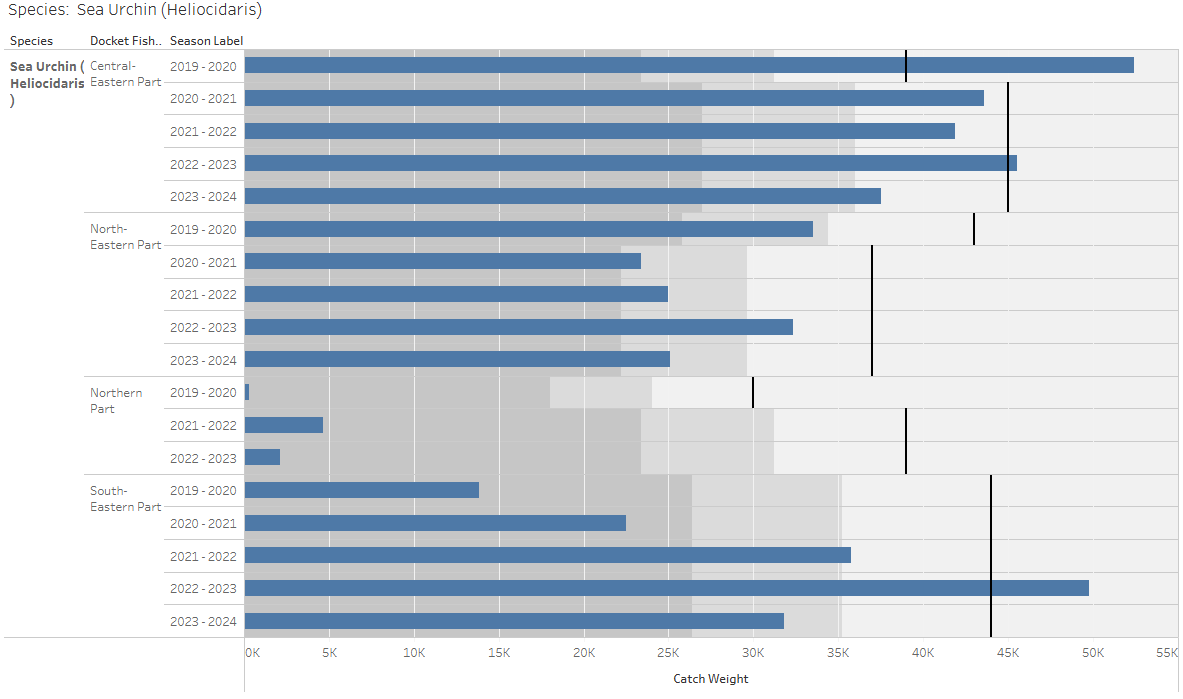 Species: Sea Urchin (Heliocidaris)
Species Docket Fish.. Season Label
Sea Urchin (
Heliocidaris
)
Central-
Eastern Part
2019 - 2020
2020 - 2021
2021 - 2022
2022 - 2023
2023 - 2024
North-
Eastern Part
2019 - 2020
2020 - 2021
2021 - 2022
2022 - 2023
2023 - 2024
Northern
Part
2019 - 2020
2021 - 2022
2022 - 2023
South-
Eastern Part
2019 - 2020
2020 - 2021
2021 - 2022
2022 - 2023
2023 - 2024
0K 5K 10K 15K 20K 25K 30K 35K 40K 45K 50K 55K
Catch Weight